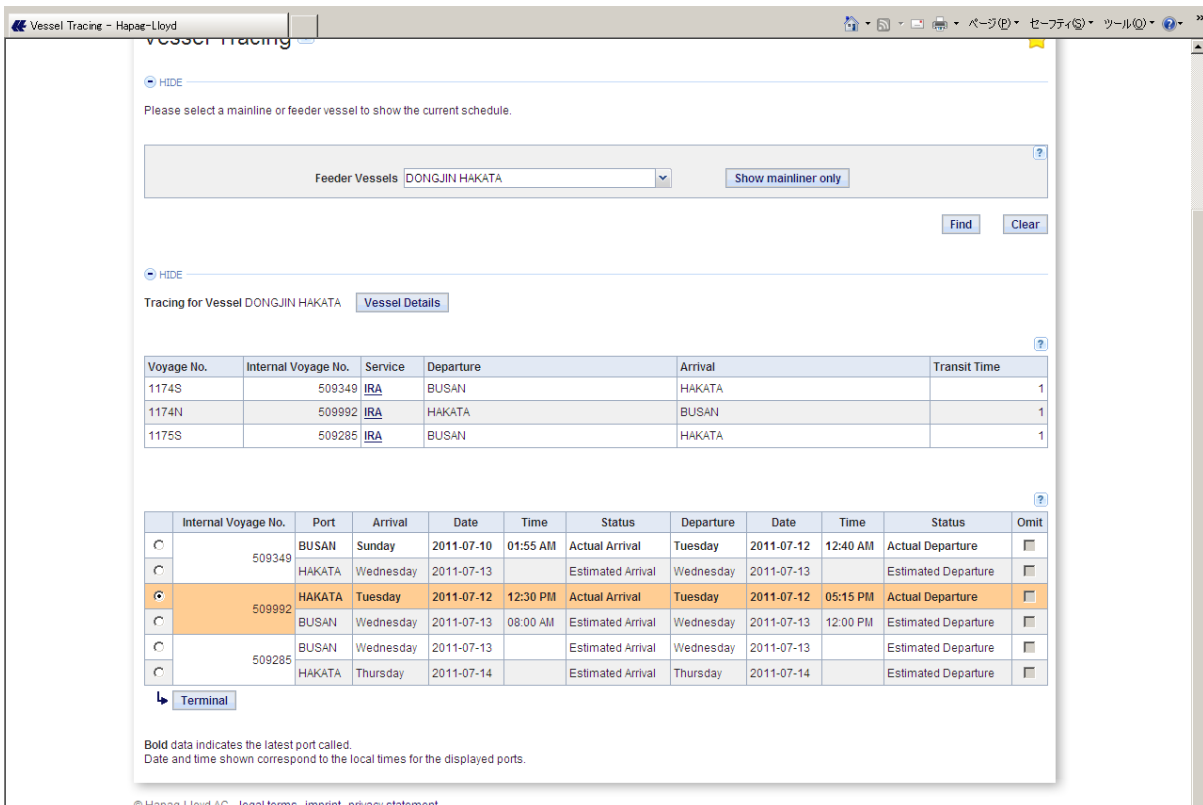 Vessel Tracing - Hapag-Lloyd
ページ(P) セーフティ(S) ツール(O) »
Vessel Tracing
HIDE
Please select a mainline or feeder vessel to show the current schedule.
?
Feeder Vessels DONGJIN HAKATA Show mainliner only
Find Clear
HIDE
Tracing for Vessel DONGJIN HAKATA Vessel Details
?
Voyage No. Internal Voyage No. Service Departure Arrival Transit Time
1174S 509349 IRA BUSAN HAKATA 1
1174N 509992 IRA HAKATA BUSAN 1
1175S 509285 IRA BUSAN HAKATA 1
?
Internal Voyage No. Port Arrival Date Time Status Departure Date Time Status Omit
509349 BUSAN Sunday 2011-07-10 01:55 AM Actual Arrival Tuesday 2011-07-12 12:40 AM Actual Departure
HAKATA Wednesday 2011-07-13 Estimated Arrival Wednesday 2011-07-13 Estimated Departure
509992 HAKATA Tuesday 2011-07-12 12:30 PM Actual Arrival Tuesday 2011-07-12 05:15 PM Actual Departure
BUSAN Wednesday 2011-07-13 08:00 AM Estimated Arrival Wednesday 2011-07-13 12:00 PM Estimated Departure
509285 BUSAN Wednesday 2011-07-13 Estimated Arrival Wednesday 2011-07-13 Estimated Departure
HAKATA Thursday 2011-07-14 Estimated Arrival Thursday 2011-07-14 Estimated Departure
Terminal
Bold data indicates the latest port called.
Date and time shown correspond to the local times for the displayed ports.
© Hapag-Lloyd AG legal terms imprint privacy statement